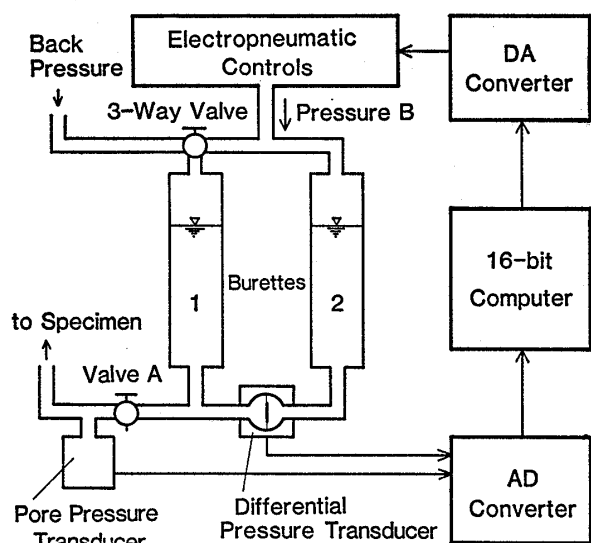 Back
Pressure
Electropneumatic
Controls
DA
Converter
3-Way Valve
Pressure B
1
Burettes
2
16-bit
Computer
to Specimen
Valve A
AD
Converter
Pore Pressure
Transducer
Differential
Pressure Transducer